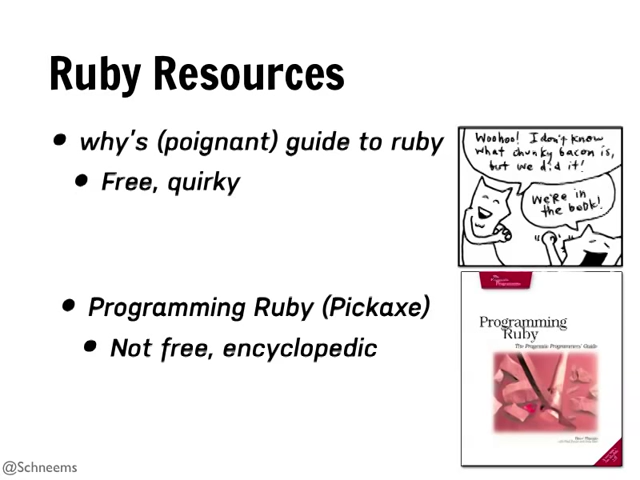 Ruby Resources
• why's (poignant) guide to ruby
• Free, quirky
Woohoo! I don't know
what chunky bacon is,
but we did it!
We're in
the book!
• Programming Ruby (Pickaxe)
• Not free, encyclopedic
Programming
Ruby
The Pragmatic Programmers' Guide
@Schneems